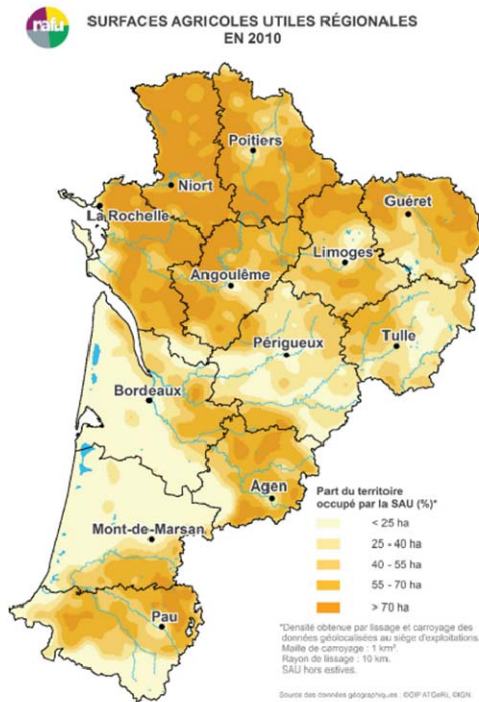 nafu
SURFACES AGRICOLES UTILES RÉGIONALES
EN 2010
Poitiers
Niort
La Rochelle
Guéret
Limoges
Angoulême
Périgueux
Tulle
Bordeaux
Agen
Mont-de-Marsan
Pau
Part du territoire
occupé par la SAU (%)*
< 25 ha
25 - 40 ha
40 - 55 ha
55 - 70 ha
> 70 ha
*Densité obtenue par lissage et carroyage des
données géolocalisées au siège d'exploitations.
Maille de carroyage : 1 km².
Rayon de lissage : 10 km.
SAU hors estives.
Source des données géographiques : ©GIP ATGeRi, ©IGN